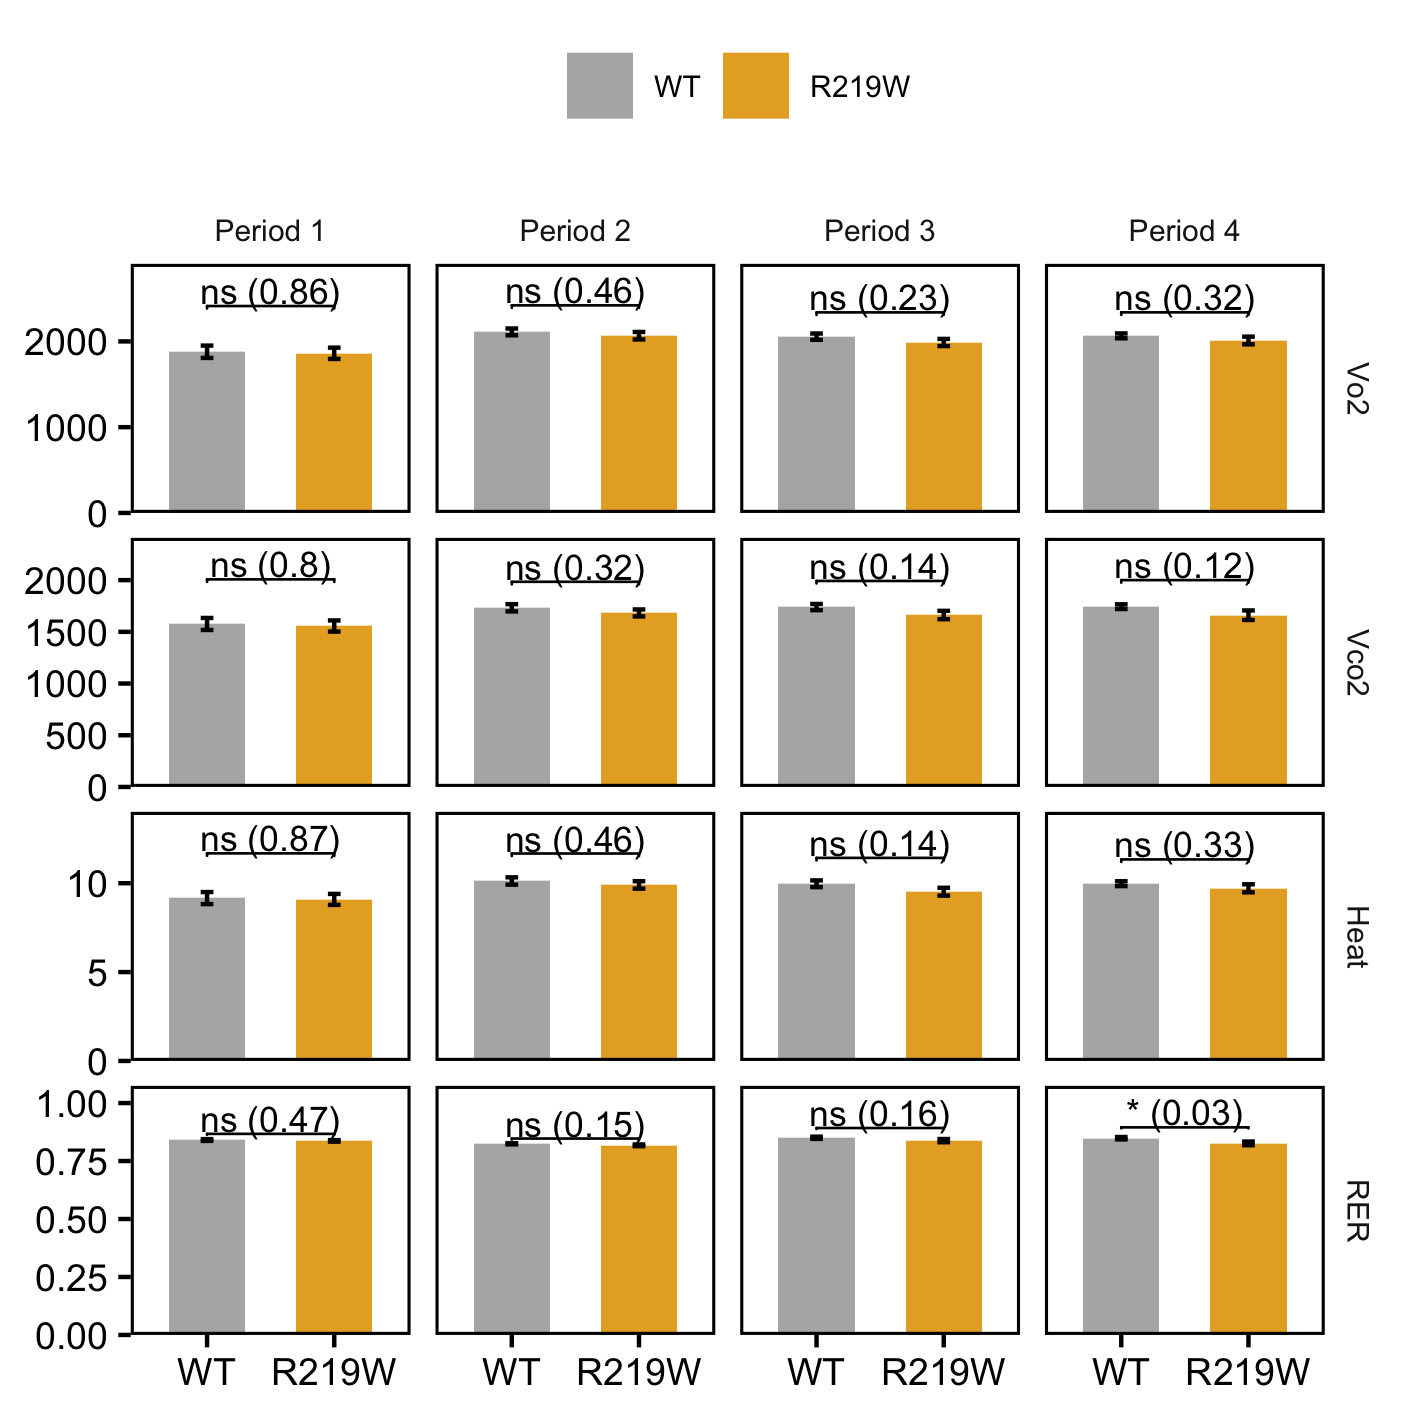 WT R219W
Period 1 Period 2 Period 3 Period 4
ns (0.86) ns (0.46) ns (0.23) ns (0.32)
2000
1000
0
Vo2
ns (0.8) ns (0.32) ns (0.14) ns (0.12)
2000
1500
1000
500
0
Vco2
ns (0.87) ns (0.46) ns (0.14) ns (0.33)
10
5
0
Heat
1.00
ns (0.47) ns (0.15) ns (0.16) * (0.03)
0.75
0.50
0.25
0.00
RER
WT R219W WT R219W WT R219W WT R219W